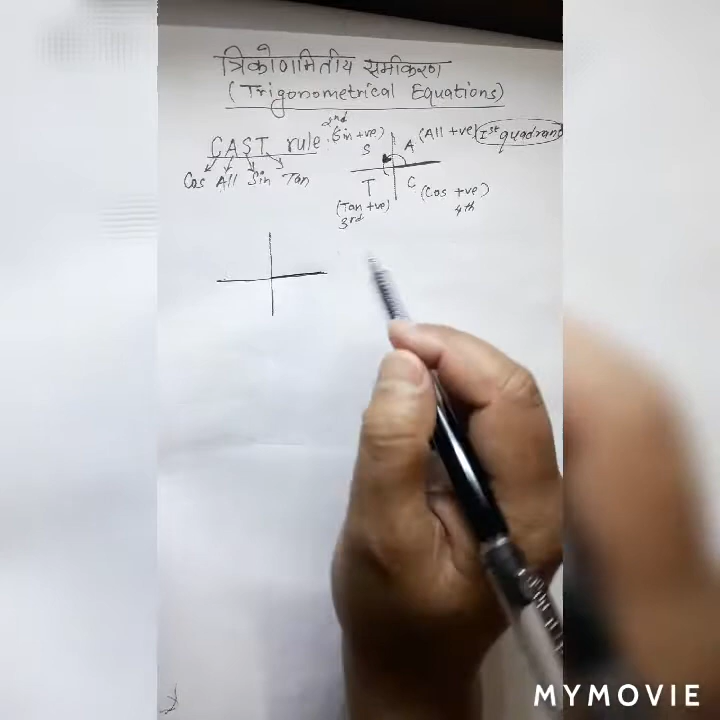 त्रिकोणमितीय समीकरण
(Trigonometrical Equations)
CAST rule :
Cos All Sin Tan
2nd
(Sin +ve)
S
A
(All +ve) Ist quadrand
T
(Tan +ve)
3rd
C
(Cos +ve)
4th
MYMOVIE